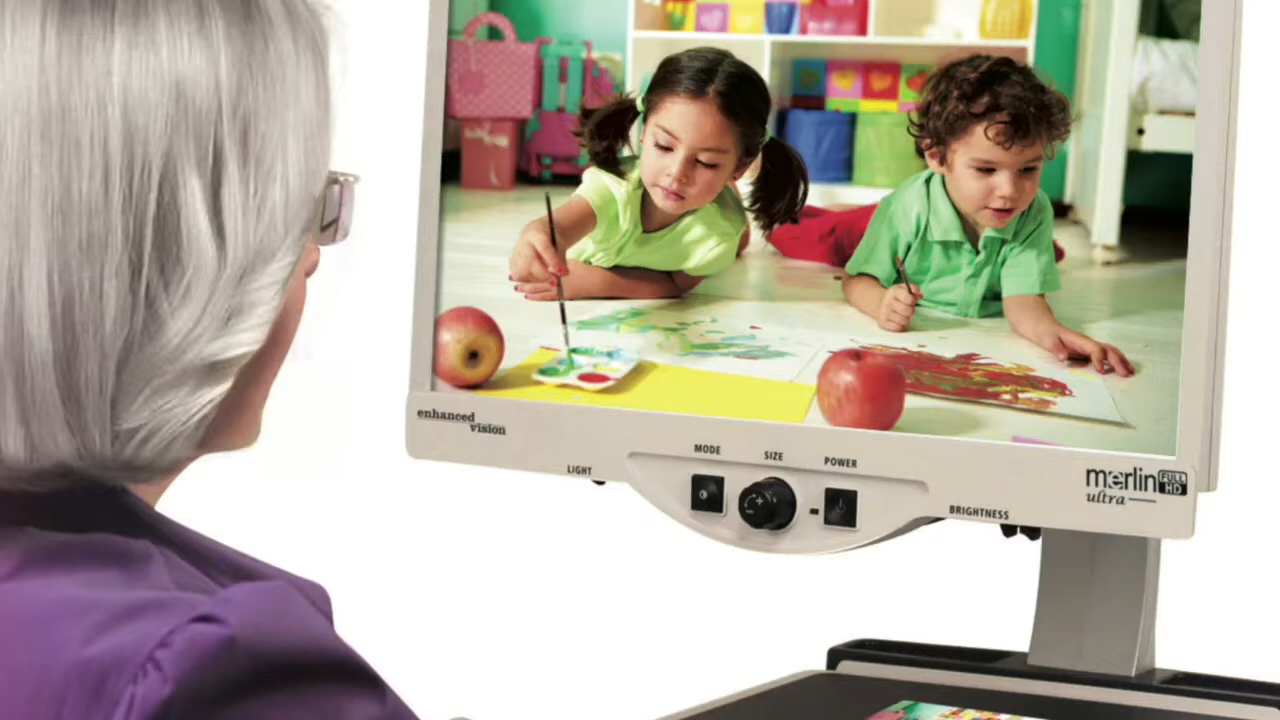 enhanced
vision
LIGHT
MODE
SIZE
POWER
BRIGHTNESS
merlin FULL HD
ultra